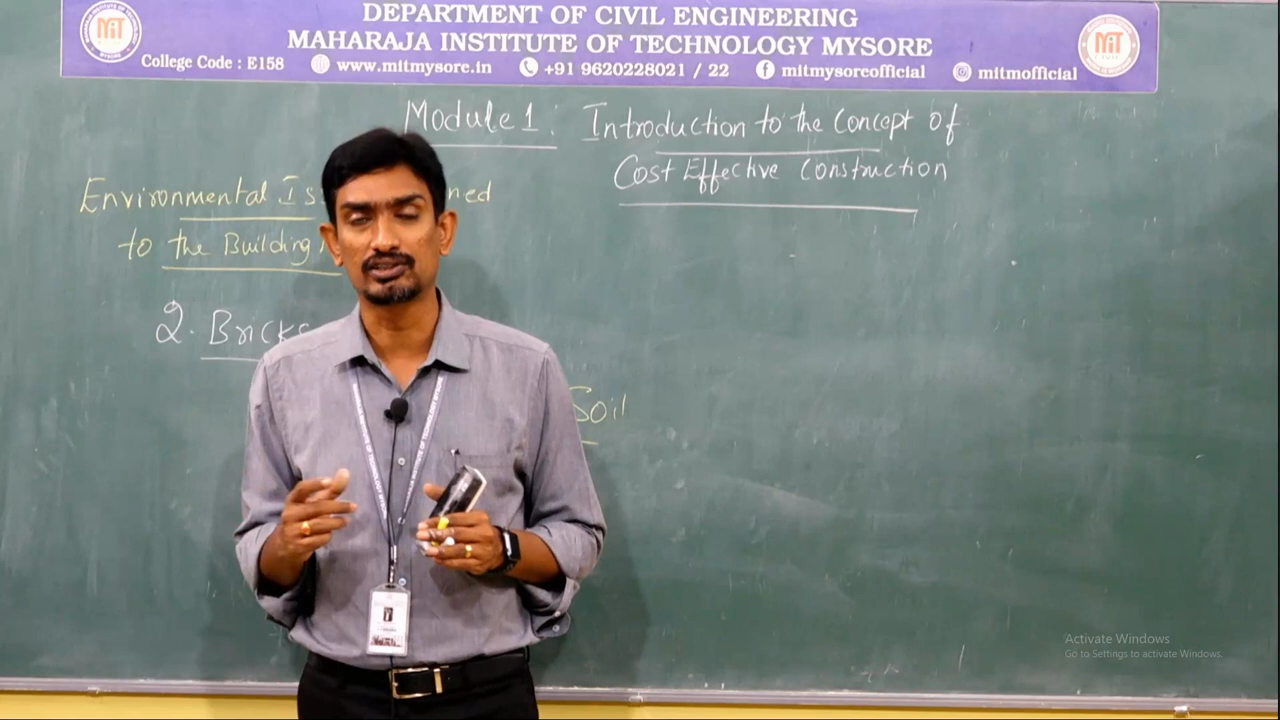 DEPARTMENT OF CIVIL ENGINEERING
MAHARAJA INSTITUTE OF TECHNOLOGY MYSORE
College Code : E158 www.mitmysore.in +91 9620228021 / 22 mitmysoreofficial mitmofficial
MIT
MIT
Module 1 : Introduction to the Concept of
Cost Effective Construction
Environmental
to the Building
2. Bricks
Soil
Activate Windows
Go to Settings to activate Windows.